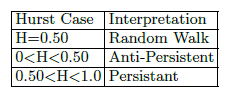 Hurst Case Interpretation
H=0.50 Random Walk
0<H<0.50 Anti-Persistent
0.50<H<1.0 Persistant